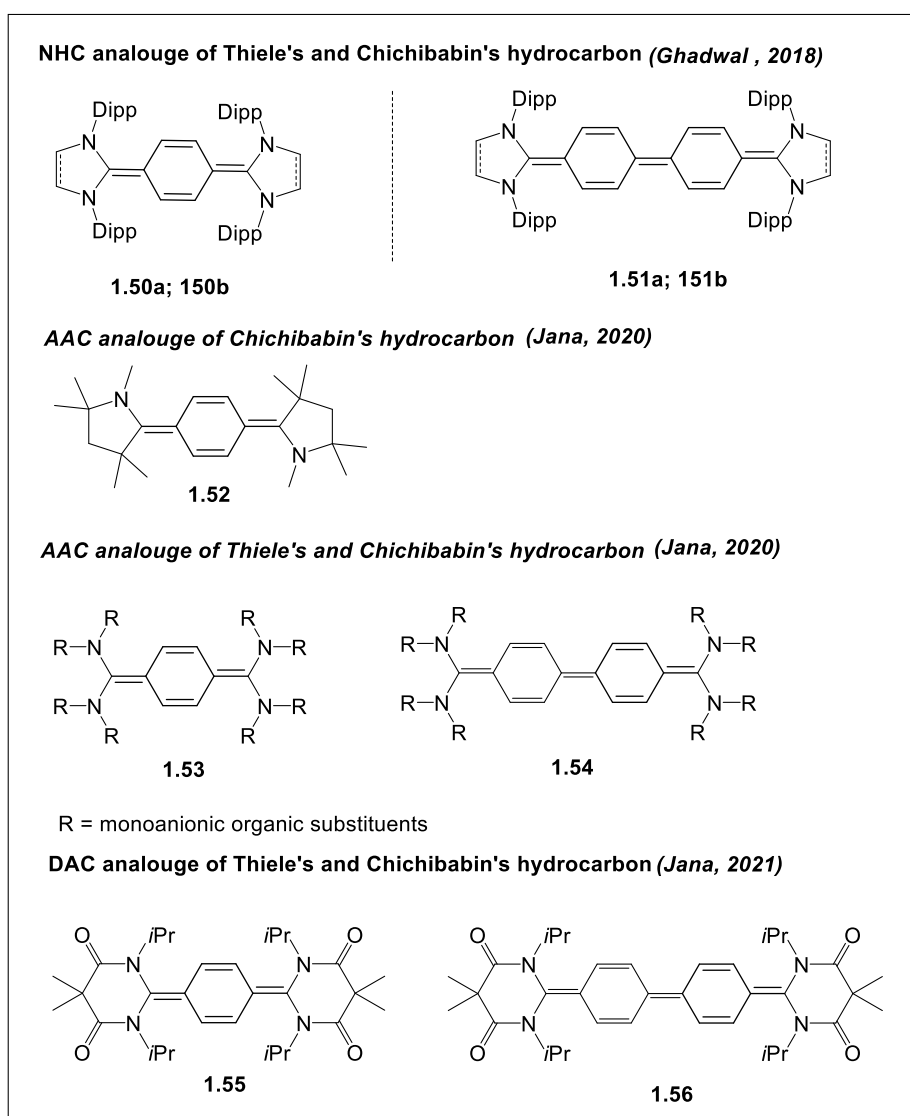 NHC analouge of Thiele's and Chichibabin's hydrocarbon (Ghadwal , 2018)
Dipp Dipp Dipp Dipp
N N N N
N N N N
Dipp Dipp Dipp Dipp
1.50a; 150b 1.51a; 151b
AAC analouge of Chichibabin's hydrocarbon (Jana, 2020)
N
N
1.52
AAC analouge of Thiele's and Chichibabin's hydrocarbon (Jana, 2020)
R R R R
R N N R R N N R
R N N R R N N R
R R R R
1.53 1.54
R = monoanionic organic substituents
DAC analouge of Thiele's and Chichibabin's hydrocarbon (Jana, 2021)
O iPr iPr O O iPr iPr O
N N N N
N N N N
O iPr iPr O O iPr iPr O
1.55 1.56